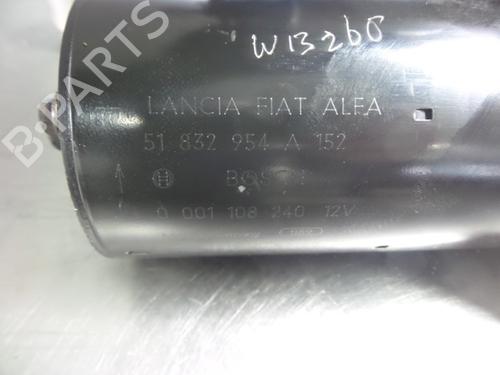 W13260
LANCIA FIAT ALFA
51 832 954 A 152
BOSCH
0 001 108 240 12V
B-PARTS